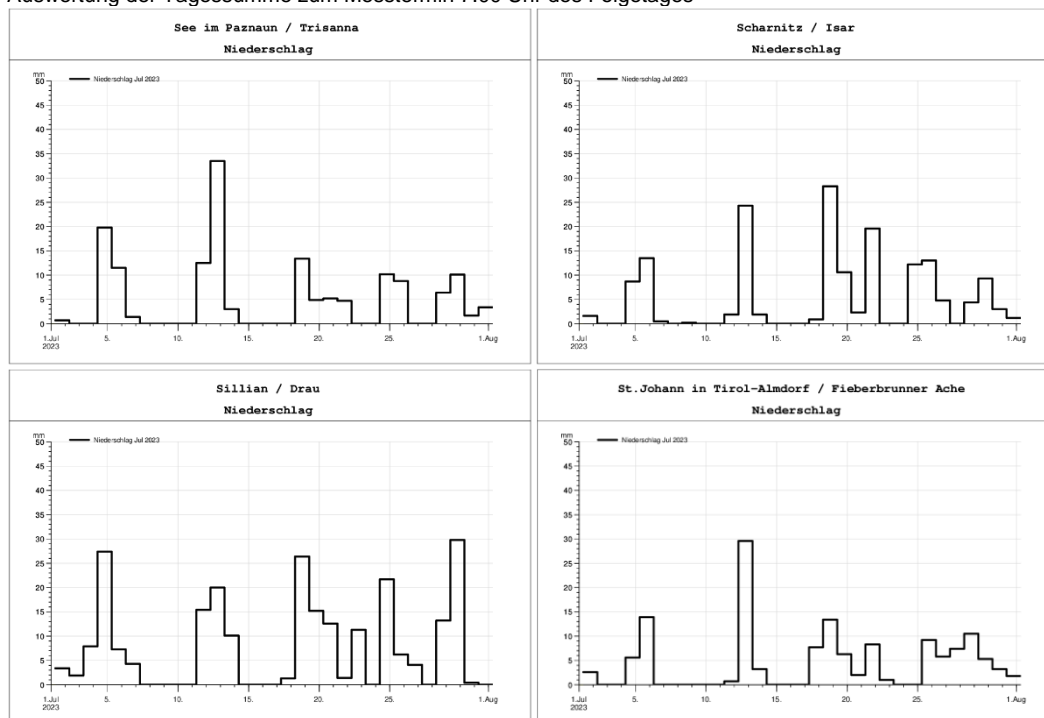 Auswertung der Tagessumme zum Messtermin 7:00 Uhr des Folgetages
See im Paznaun / Trisanna
Niederschlag
mm
Niederschlag Jul 2023
50
45
40
35
30
25
20
15
10
5
0
1.Jul 5. 10. 15. 20. 25. 1.Aug
2023
Scharnitz / Isar
Niederschlag
mm
Niederschlag Jul 2023
50
45
40
35
30
25
20
15
10
5
0
1.Jul 5. 10. 15. 20. 25. 1.Aug
2023
Sillian / Drau
Niederschlag
mm
Niederschlag Jul 2023
50
45
40
35
30
25
20
15
10
5
0
1.Jul 5. 10. 15. 20. 25. 1.Aug
2023
St.Johann in Tirol-Almdorf / Fieberbrunner Ache
Niederschlag
mm
Niederschlag Jul 2023
50
45
40
35
30
25
20
15
10
5
0
1.Jul 5. 10. 15. 20. 25. 1.Aug
2023